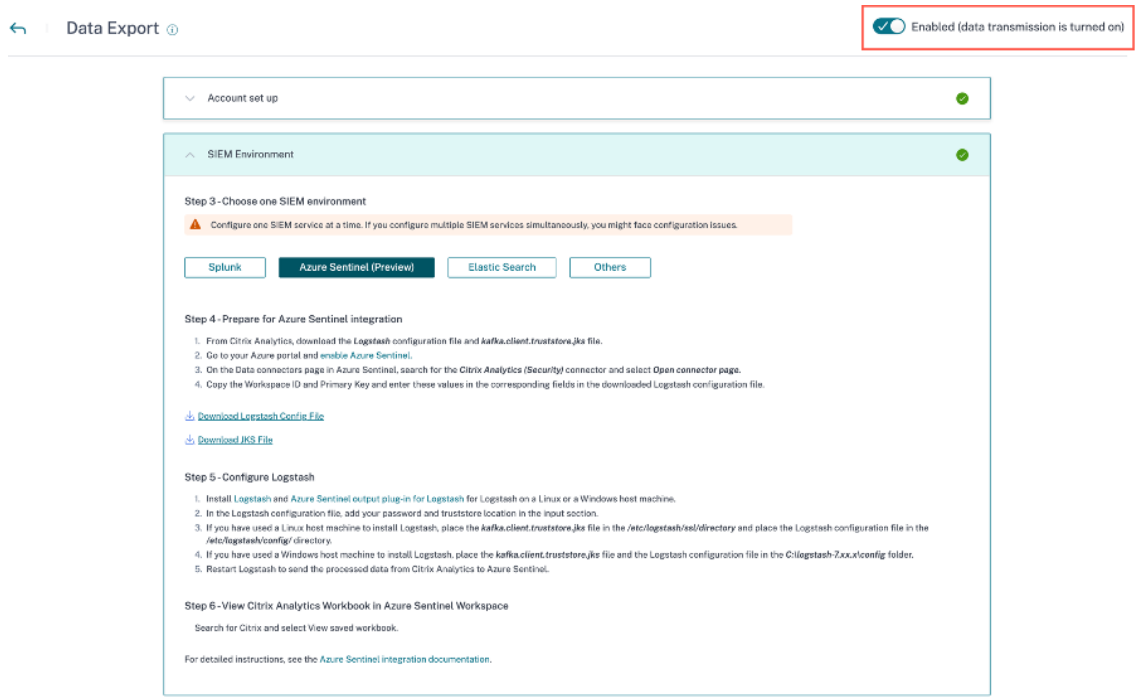 Data Export
Enabled (data transmission is turned on)
Account set up
SIEM Environment
Step 3 - Choose one SIEM environment
Configure one SIEM service at a time. If you configure multiple SIEM services simultaneously, you might face configuration issues.
Splunk
Azure Sentinel (Preview)
Elastic Search
Others
Step 4 - Prepare for Azure Sentinel integration
1. From Citrix Analytics, download the Logstash configuration file and kafka.client.truststore.jks file.
2. Go to your Azure portal and enable Azure Sentinel.
3. On the Data connectors page in Azure Sentinel, search for the Citrix Analytics (Security) connector and select Open connector page.
4. Copy the Workspace ID and Primary Key and enter these values in the corresponding fields in the downloaded Logstash configuration file.
Download Logstash Config File
Download JKS File
Step 5 - Configure Logstash
1. Install Logstash and Azure Sentinel output plug-in for Logstash for Logstash on a Linux or a Windows host machine.
2. In the Logstash configuration file, add your password and truststore location in the input section.
3. If you have used a Linux host machine to install Logstash, place the kafka.client.truststore.jks file in the /etc/logstash/ssl/directory and place the Logstash configuration file in the
/etc/logstash/config/ directory.
4. If you have used a Windows host machine to install Logstash, place the kafka.client.truststore.jks file and the Logstash configuration file in the C:\logstash-7.xx.x\config folder.
5. Restart Logstash to send the processed data from Citrix Analytics to Azure Sentinel.
Step 6 - View Citrix Analytics Workbook in Azure Sentinel Workspace
Search for Citrix and select View saved workbook.
For detailed instructions, see the Azure Sentinel integration documentation.